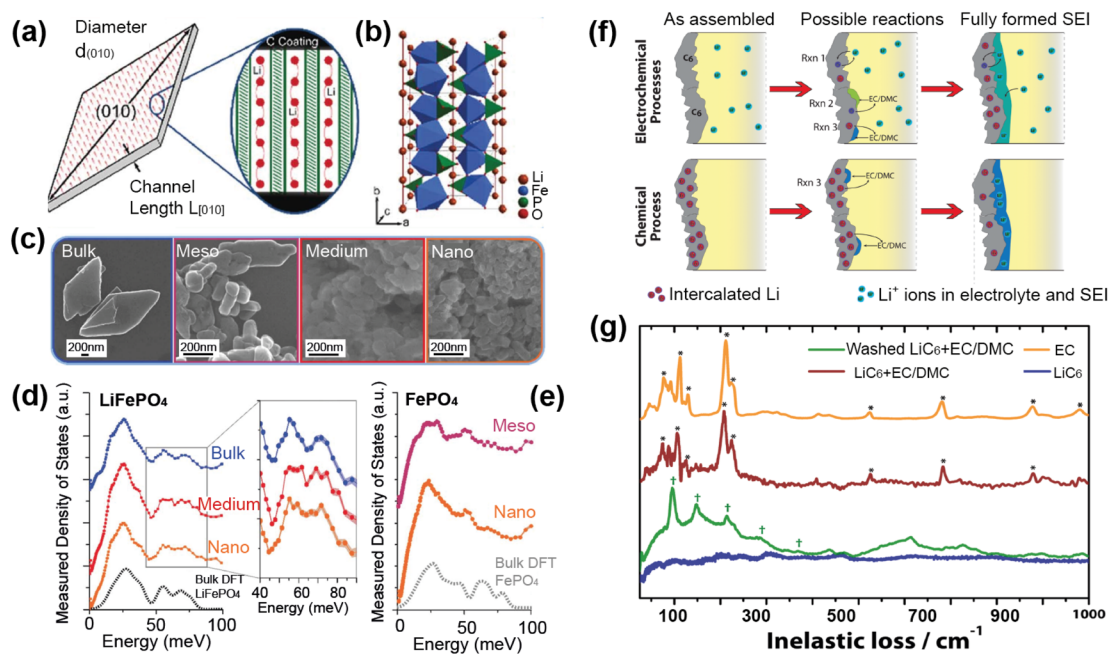 (a)
Diameter
d(010)
(010)
Channel
Length L[010]
C Coating
Li
Li
Li
(b)
b
c
a
Li
Fe
P
O
(c)
Bulk
Meso
Medium
Nano
200nm
200nm
200nm
200nm
(d)
LiFePO4
Measured Density of States (a.u.)
Bulk
Medium
Nano
Bulk DFT
LiFePO4
0
50
100
Energy (meV)
40
60
80
Energy (meV)
(e)
FePO4
Measured Density of States (a.u.)
Meso
Nano
Bulk DFT
FePO4
0
50
100
Energy (meV)
(f)
As assembled
Possible reactions
Fully formed SEI
Electrochemical
Processes
C6
C6
Rxn 1
Rxn 2
EC/DMC
Rxn 3
EC/DMC
Chemical
Process
Rxn 3
EC/DMC
EC/DMC
Intercalated Li
Li+ ions in electrolyte and SEI
(g)
Washed LiC6+EC/DMC
EC
LiC6+EC/DMC
LiC6
* * * * * * * * * *
* * * * * * * * *
† † † † †
100
200
300
400
500
600
700
800
900
1000
Inelastic loss / cm-1